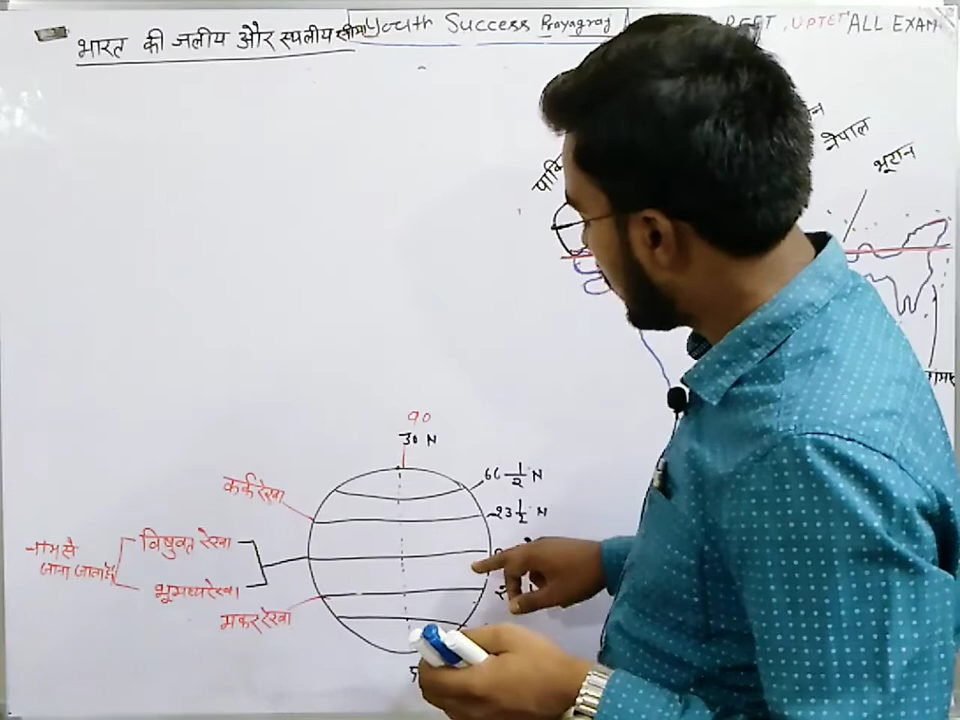 भारत की जलीय और स्थलीय सीमा
Youth Success Prayagraj
UPTET ALL EXAM
नेपाल
भूटान
90
30 N
66 1/2 N
23 1/2 N
कर्क रेखा
विषुवत रेखा
नाम से
जाना जाता है
भूमध्य रेखा
मकर रेखा